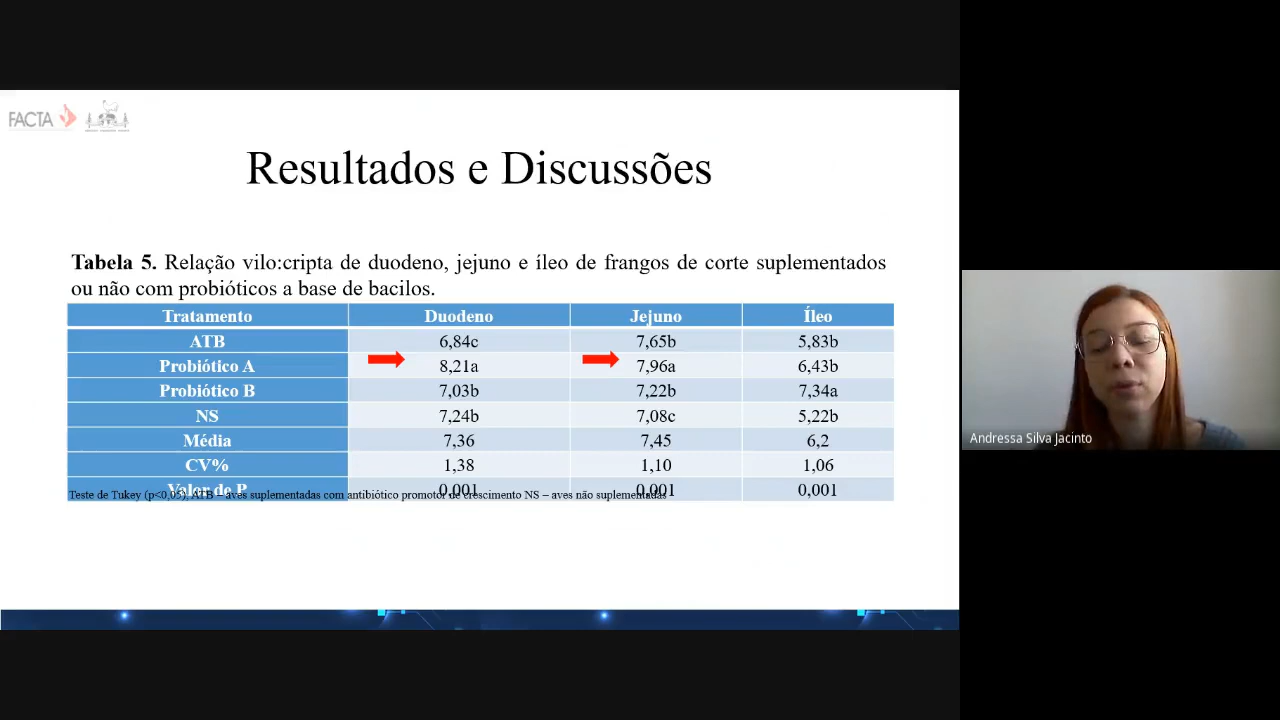 FACTA
Resultados e Discussões
Tabela 5. Relação vilo:cripta de duodeno, jejuno e íleo de frangos de corte suplementados
ou não com probióticos a base de bacilos.
Tratamento Duodeno Jejuno Íleo
ATB 6,84c 7,65b 5,83b
Probiótico A 8,21a 7,96a 6,43b
Probiótico B 7,03b 7,22b 7,34a
NS 7,24b 7,08c 5,22b
Média 7,36 7,45 6,2
CV% 1,38 1,10 1,06
Valor de P 0,001 0,001 0,001
Teste de Tukey (p<0,05). ATB – aves suplementadas com antibiótico promotor de crescimento NS – aves não suplementadas
Andressa Silva Jacinto